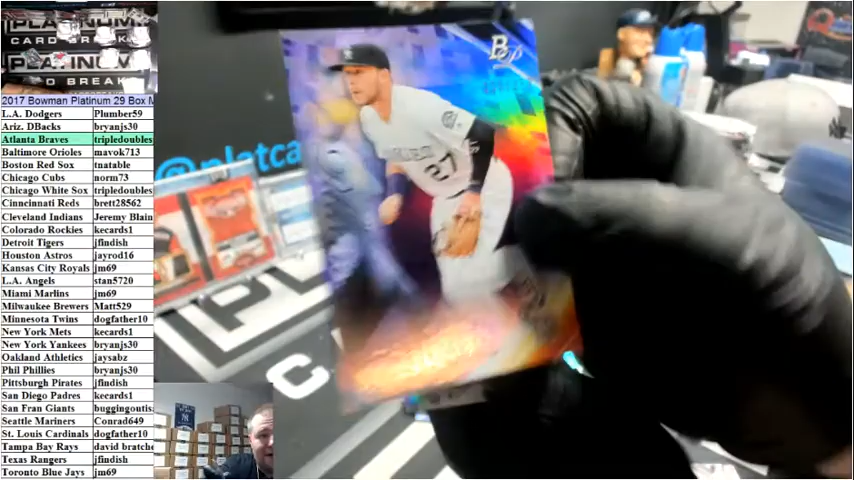 PLATINUM
CARD BREAK
PLATINUM
D BREAK
2017 Bowman Platinum 29 Box M
L.A. Dodgers Plumber59
Ariz. DBacks bryanjs30
Atlanta Braves tripledoubles
Baltimore Orioles mavok713
Boston Red Sox tnatable
Chicago Cubs norm73
Chicago White Sox tripledoubles
Cinncinati Reds brett28562
Cleveland Indians Jeremy Blain
Colorado Rockies kecards1
Detroit Tigers jfindish
Houston Astros jayrod16
Kansas City Royals jm69
L.A. Angels stan5720
Miami Marlins jm69
Milwaukee Brewers Matt529
Minnesota Twins dogfather10
New York Mets kecards1
New York Yankees bryanjs30
Oakland Athletics jaysabz
Phil Phillies bryanjs30
Pittsburgh Pirates jfindish
San Diego Padres kecards1
San Fran Giants buggingoutis
Seattle Mariners Conrad649
St. Louis Cardinals dogfather10
Tampa Bay Rays david bratche
Texas Rangers jfindish
Toronto Blue Jays jm69
@platca
27
PL
C